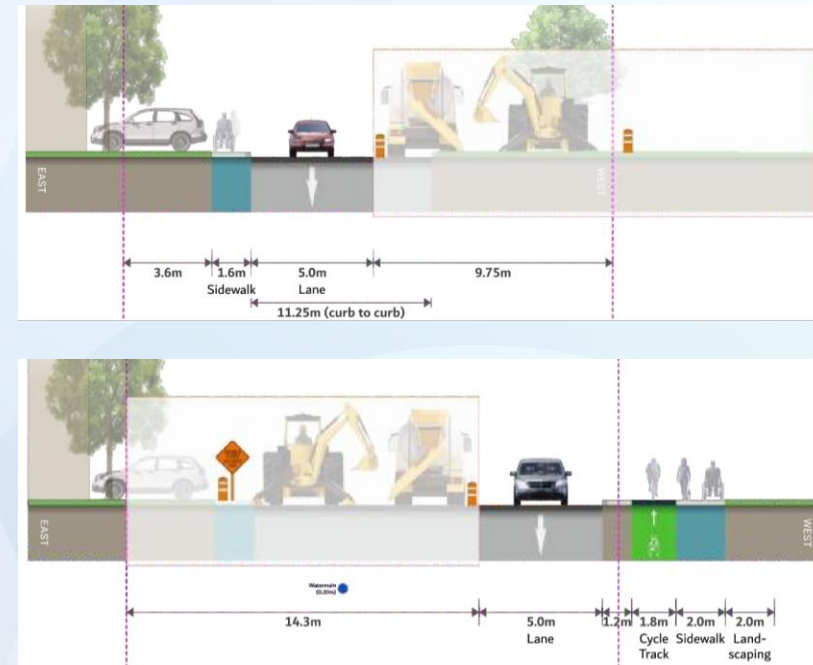 EAST
WEST
3.6m
1.6m
5.0m
9.75m
Sidewalk
Lane
11.25m (curb to curb)
EAST
WEST
Watermain
14.3m
5.0m
1.2m
1.8m
2.0m
2.0m
Lane
Cycle
Track
Sidewalk
Land-
scaping